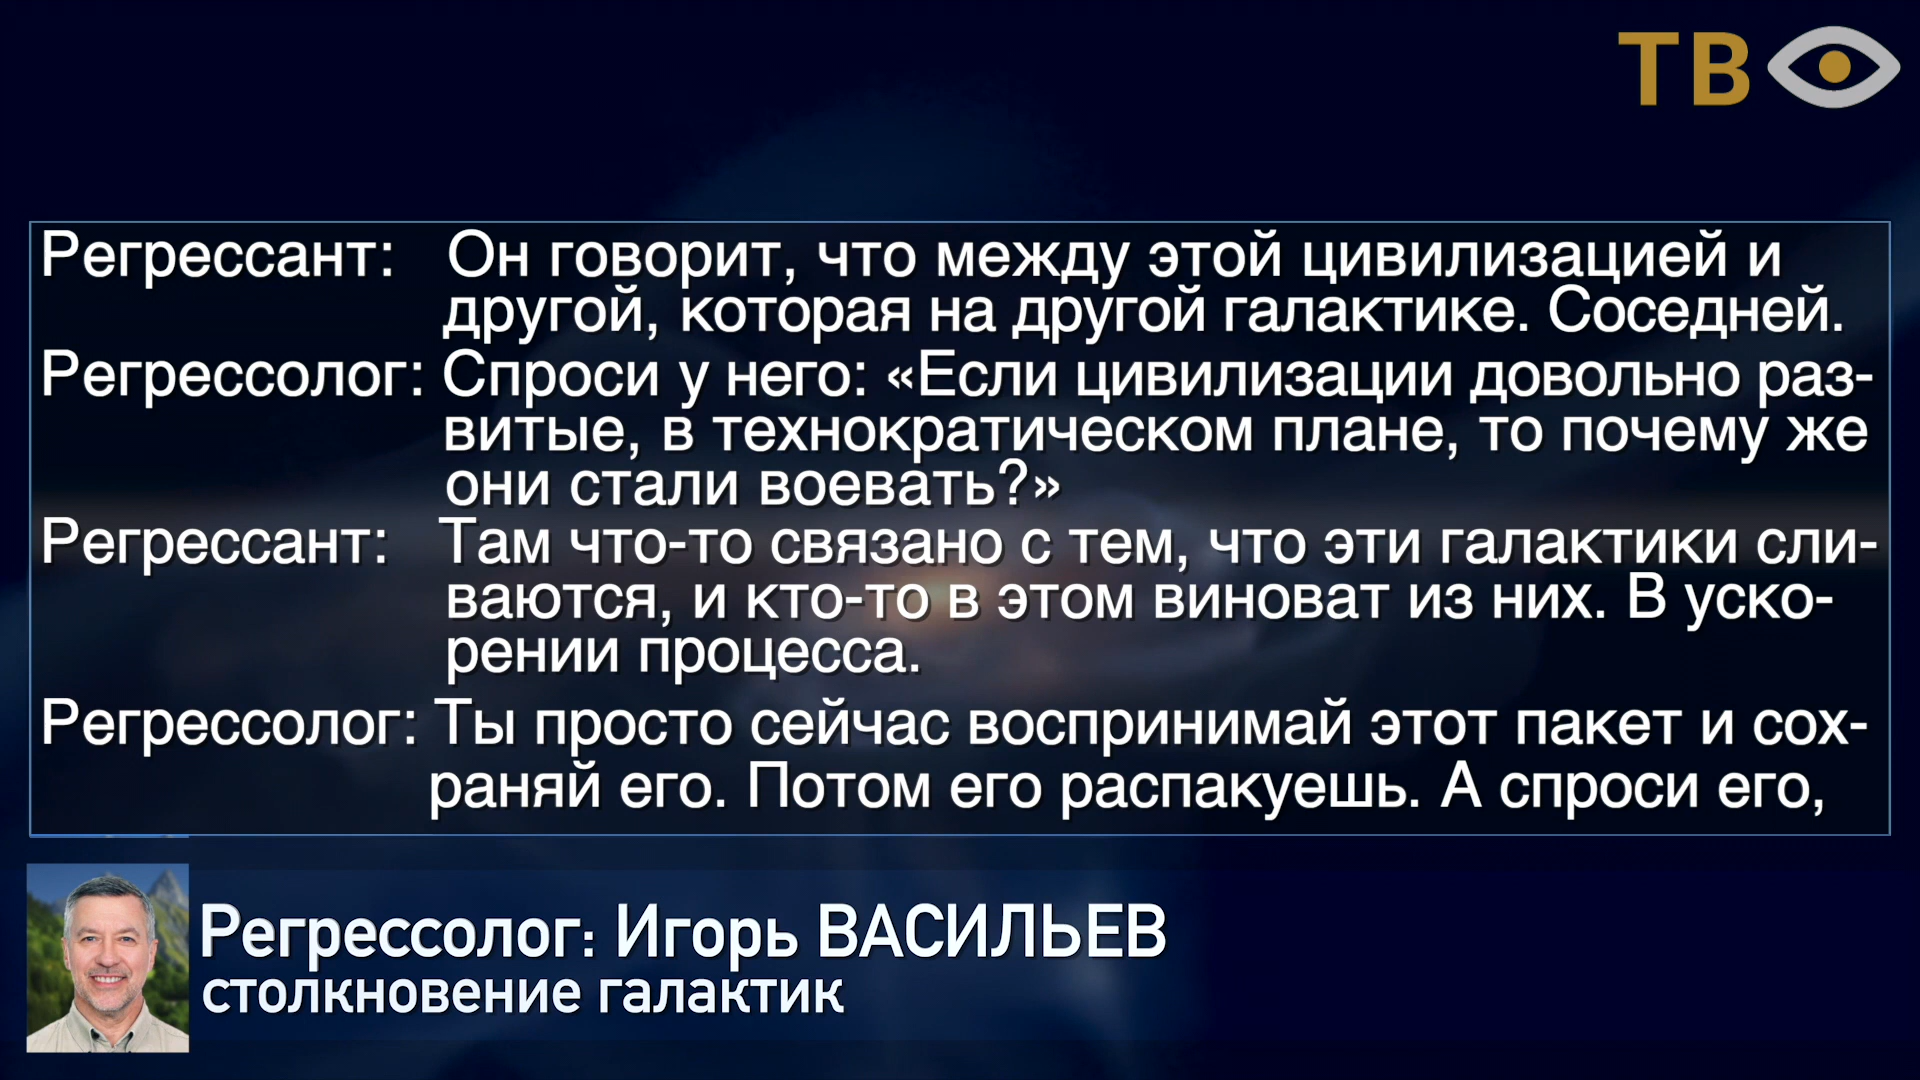 ТВ
Регрессант: Он говорит, что между этой цивилизацией и
другой, которая на другой галактике. Соседней.
Регрессолог: Спроси у него: «Если цивилизации довольно раз-
витые, в технократическом плане, то почему же
они стали воевать?»
Регрессант: Там что-то связано с тем, что эти галактики сли-
ваются, и кто-то в этом виноват из них. В уско-
рении процесса.
Регрессолог: Ты просто сейчас воспринимай этот пакет и сох-
раняй его. Потом его распакуешь. А спроси его,
Регрессолог: Игорь ВАСИЛЬЕВ
столкновение галактик